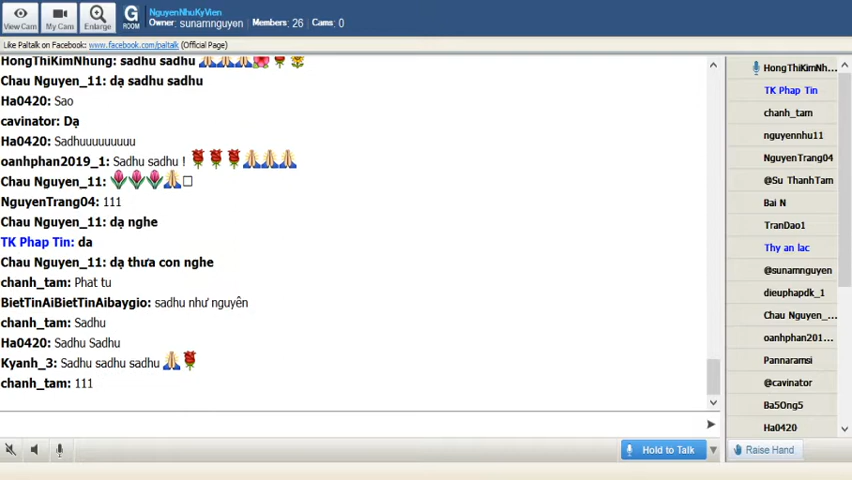 View Cam
My Cam
Enlarge
G
ROOM
NguyenNhuKyVien
Owner: sunamnguyen Members: 26 Cams: 0
Like Paltalk on Facebook: www.facebook.com/paltalk (Official Page)
HongThiKimNhung: sadhu sadhu
Chau Nguyen_11: dạ sadhu sadhu
Ha0420: Sao
cavinator: Dạ
Ha0420: Sadhuuuuuuuuu
oanhphan2019_1: Sadhu sadhu !
Chau Nguyen_11:
NguyenTrang04: 111
Chau Nguyen_11: dạ nghe
TK Phap Tin: da
Chau Nguyen_11: dạ thưa con nghe
chanh_tam: Phat tu
BietTinAiBietTinAibaygio: sadhu như nguyên
chanh_tam: Sadhu
Ha0420: Sadhu Sadhu
Kyanh_3: Sadhu sadhu sadhu
chanh_tam: 111
Hold to Talk
HongThiKimNh...
TK Phap Tin
chanh_tam
nguyennhu11
NguyenTrang04
@Su ThanhTam
Bai N
TranDao1
Thy an lac
@sunamnguyen
dieuphapdk_1
Chau Nguyen_...
oanhphan201...
Pannaramsi
@cavinator
Ba5Ong5
Ha0420
Raise Hand